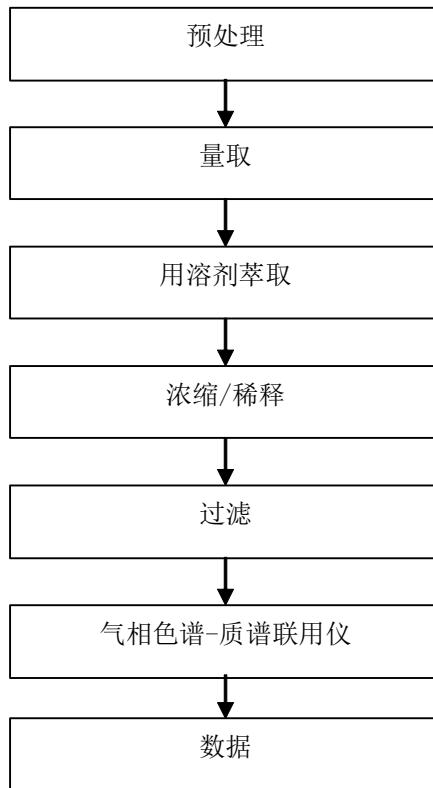 预处理
量取
用溶剂萃取
浓缩/稀释
过滤
气相色谱-质谱联用仪
数据